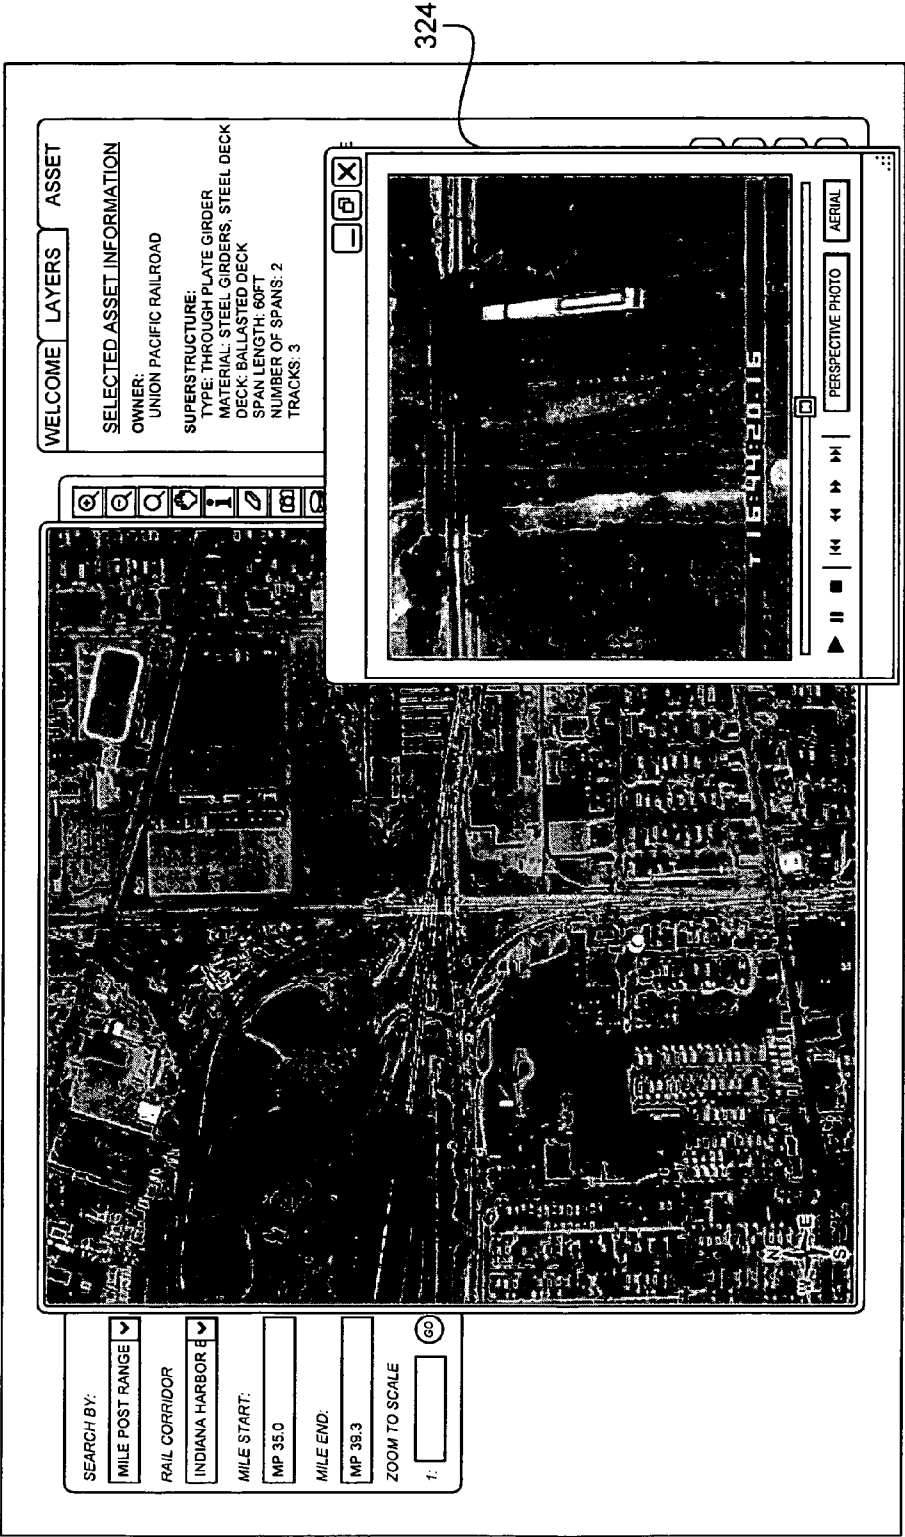 SEARCH BY:
MILE POST RANGE
RAIL CORRIDOR
INDIANA HARBOR
MILE START:
MP 35.0
MILE END:
MP 39.3
ZOOM TO SCALE
1:
GO
N
W E
S
WELCOME LAYERS ASSET
SELECTED ASSET INFORMATION
OWNER:
UNION PACIFIC RAILROAD
SUPERSTRUCTURE:
TYPE: THROUGH PLATE GIRDER
MATERIAL: STEEL GIRDERS, STEEL DECK
DECK: BALLASTED DECK
SPAN LENGTH: 60FT
NUMBER OF SPANS: 2
TRACKS: 3
T 16:44:20.16
PERSPECTIVE PHOTO
AERIAL
324